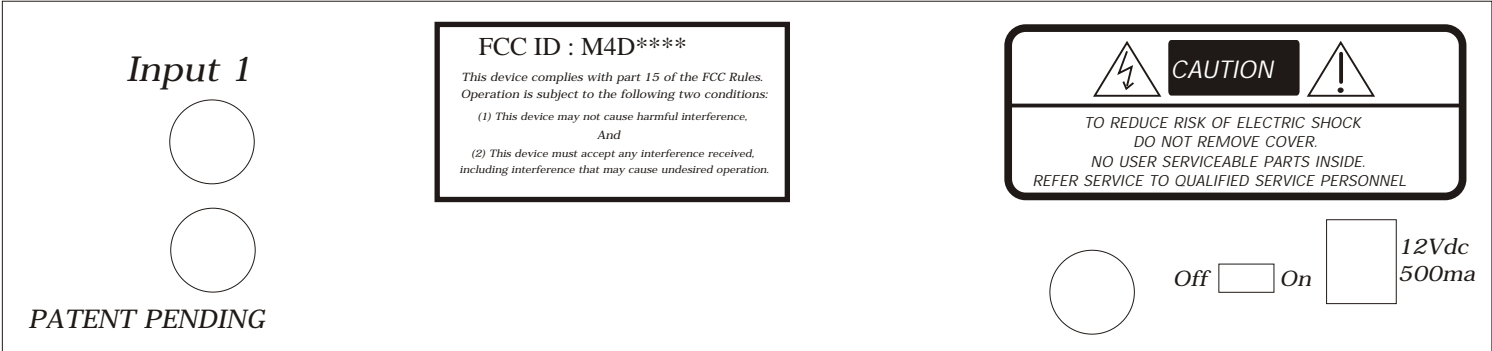 Input 1
PATENT PENDING
FCC ID : M4D****
This device complies with part 15 of the FCC Rules.
Operation is subject to the following two conditions:
(1) This device may not cause harmful interference,
And
(2) This device must accept any interference received,
including interference that may cause undesired operation.
CAUTION
TO REDUCE RISK OF ELECTRIC SHOCK
DO NOT REMOVE COVER.
NO USER SERVICEABLE PARTS INSIDE.
REFER SERVICE TO QUALIFIED SERVICE PERSONNEL
Off On
12Vdc
500ma